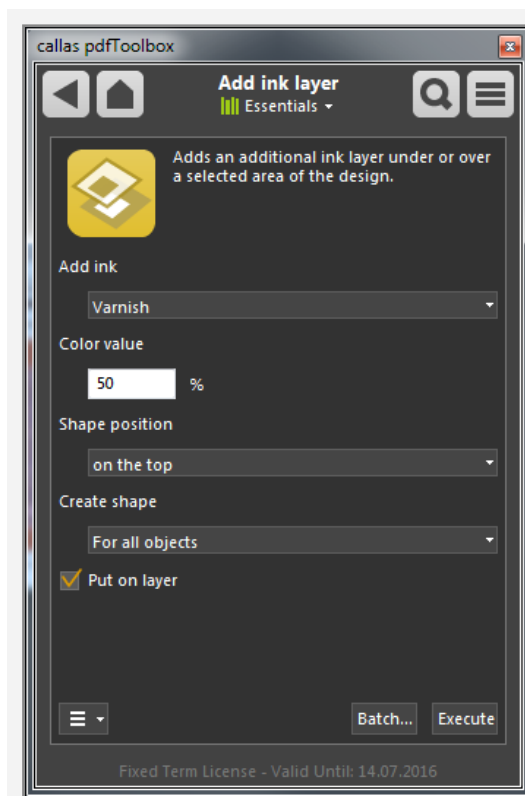 callas pdfToolbox
Add ink layer
Essentials
Adds an additional ink layer under or over
a selected area of the design.
Add ink
Varnish
Color value
50 %
Shape position
on the top
Create shape
For all objects
Put on layer
Batch... Execute
Fixed Term License - Valid Until: 14.07.2016